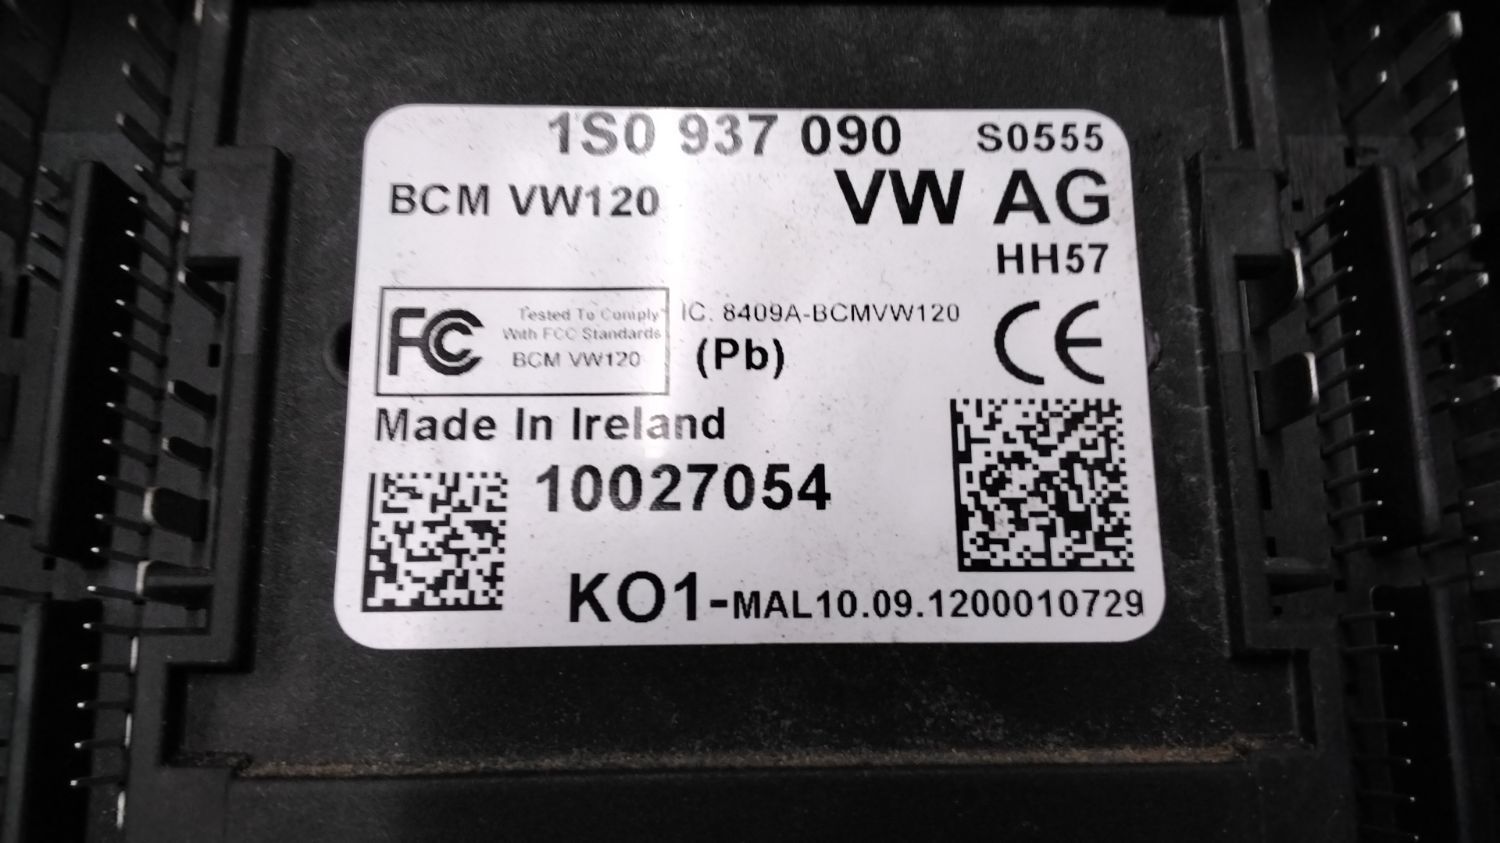 1S0 937 090 S0555
BCM VW120 VW AG
HH57
FC Tested To Comply
With FCC Standards
BCM VW120
IC: 8409A-BCMVW120
(Pb)
CE
Made In Ireland
10027054
KO1-MAL10.09.1200010729